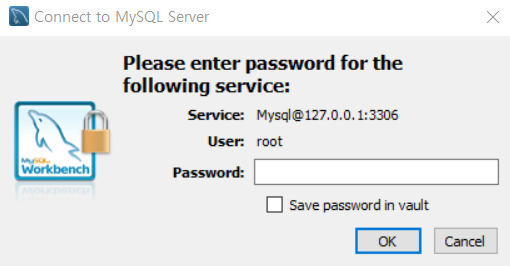 Connect to MySQL Server
Please enter password for the
following service:
Service: Mysql@127.0.0.1:3306
User: root
Password:
MySQL
Workbench
Save password in vault
OK Cancel